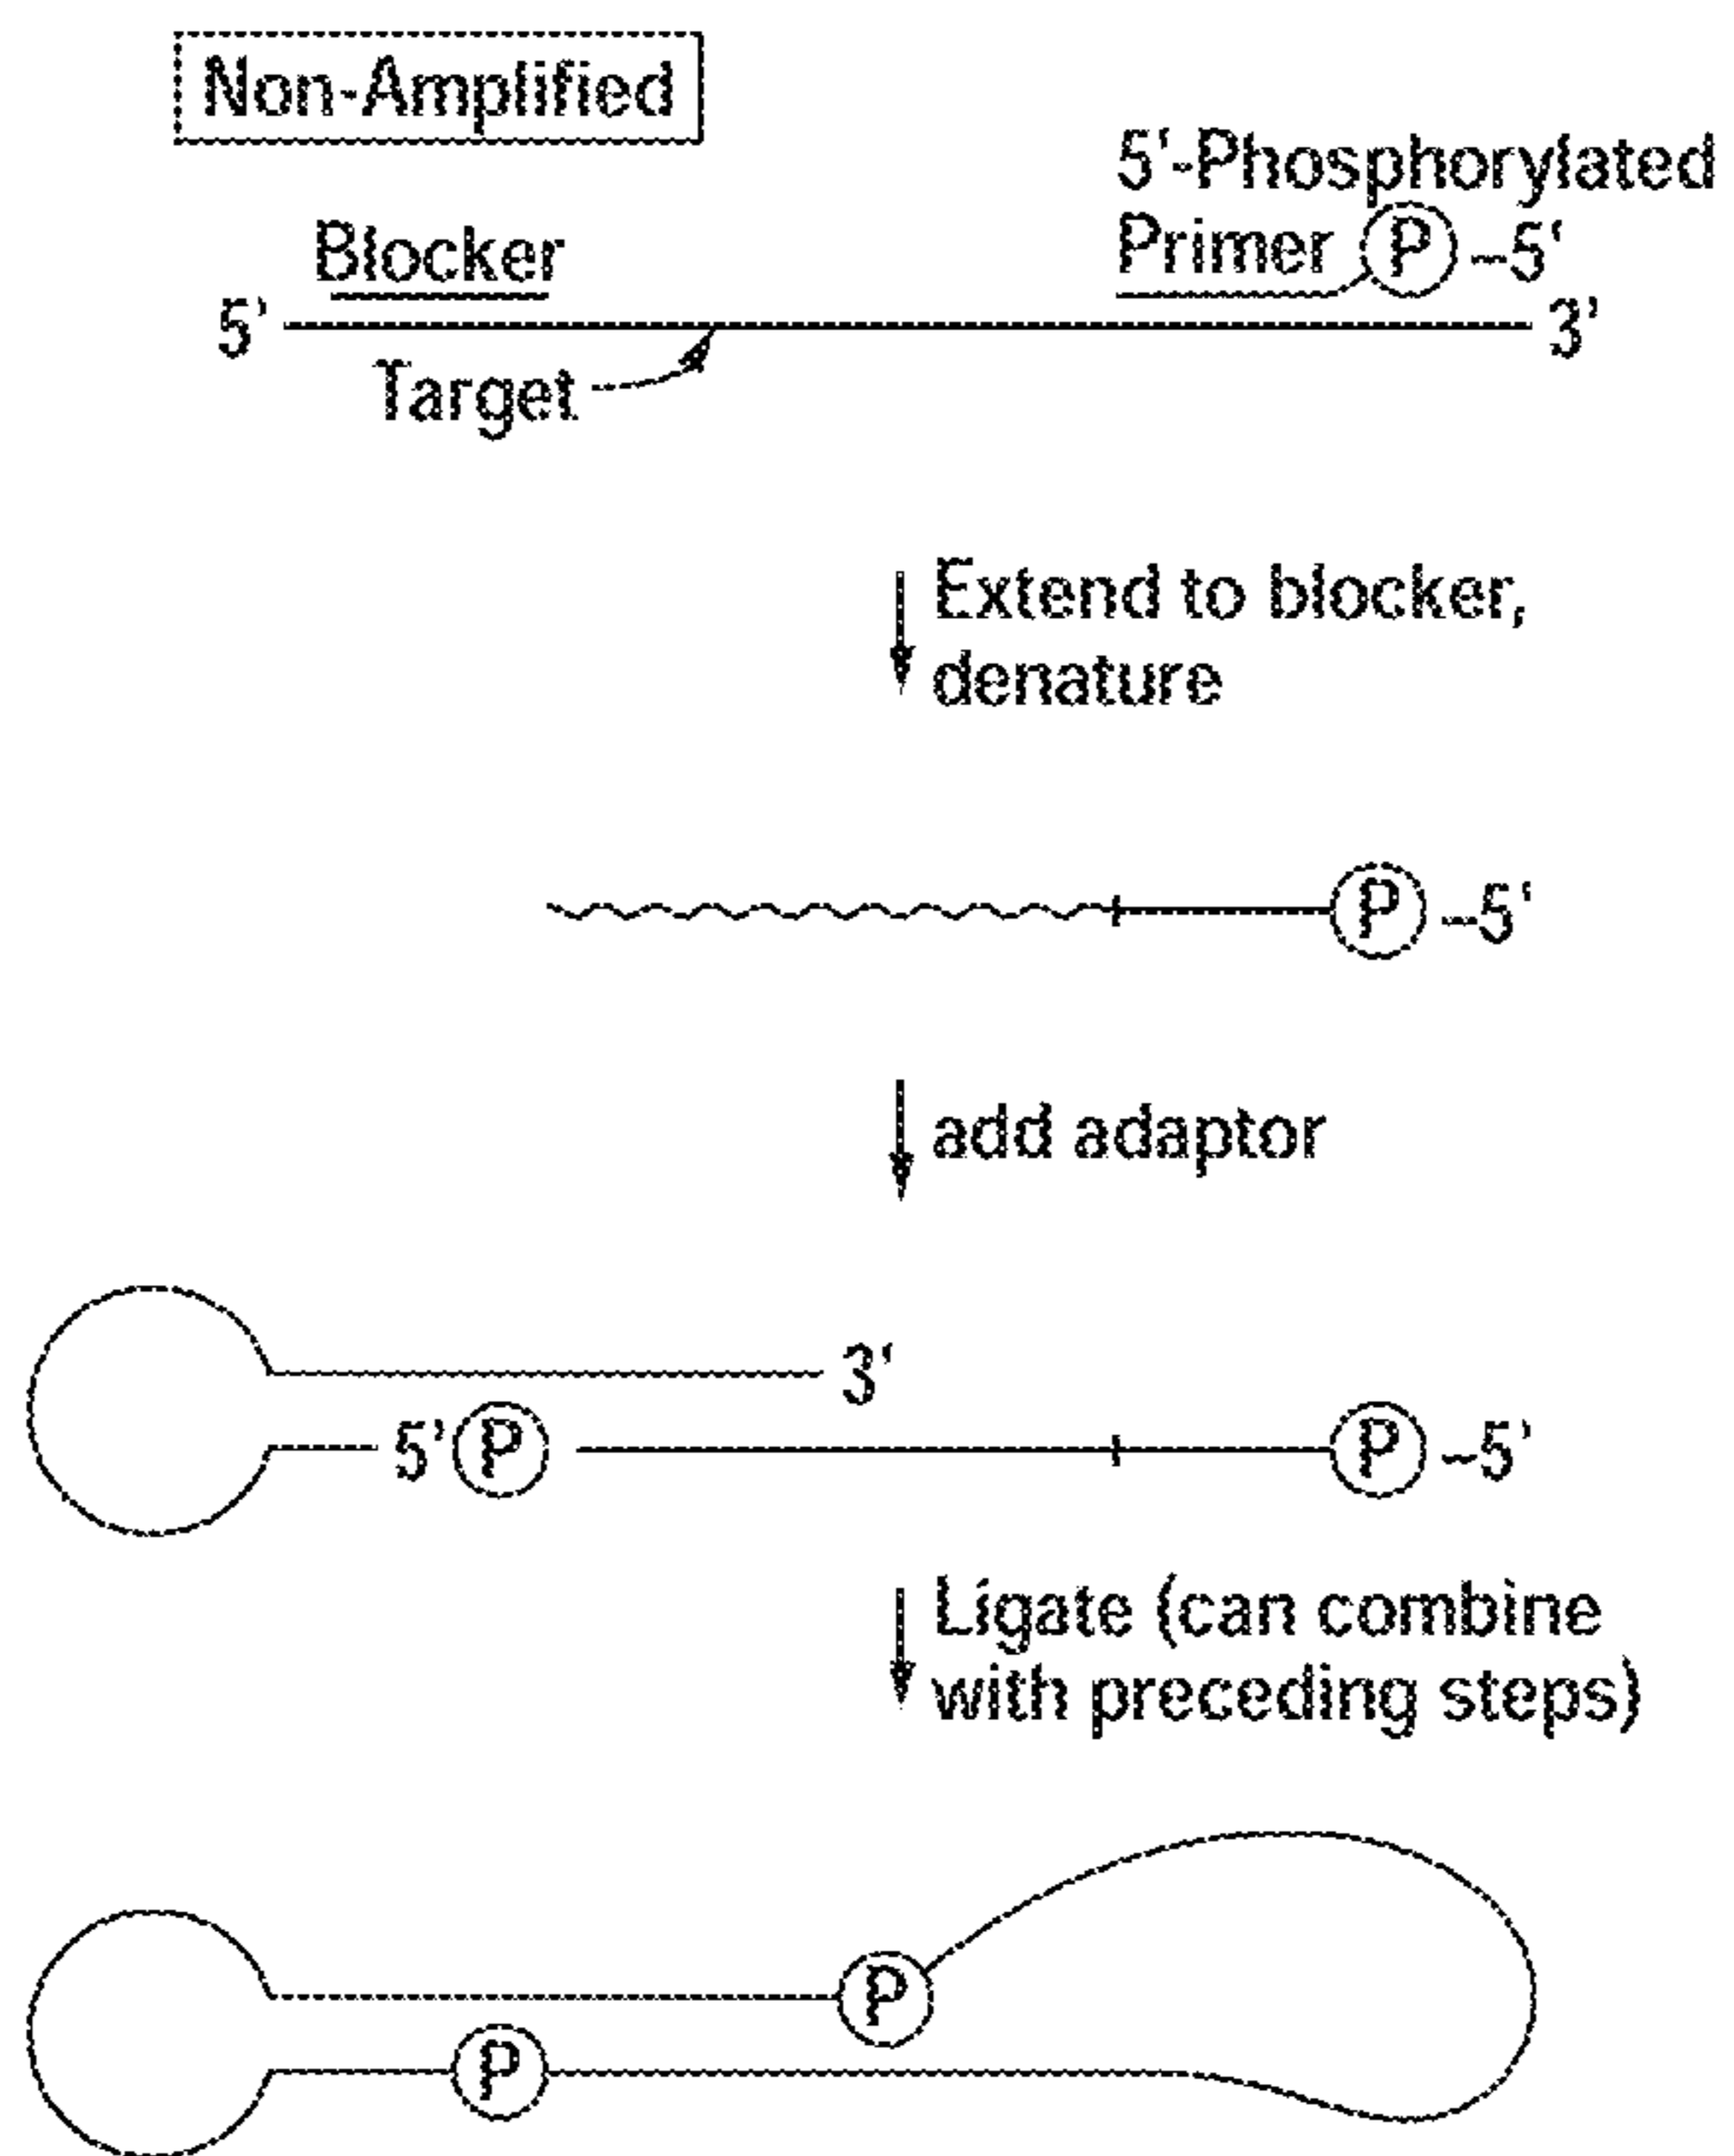 Non-Amplified
5'-Phosphorylated
Blocker
Primer P -5'
5' 3'
Target
Extend to blocker,
denature
P -5'
add adaptor
3'
5' P P -5'
Ligate (can combine
with preceding steps)
P
P